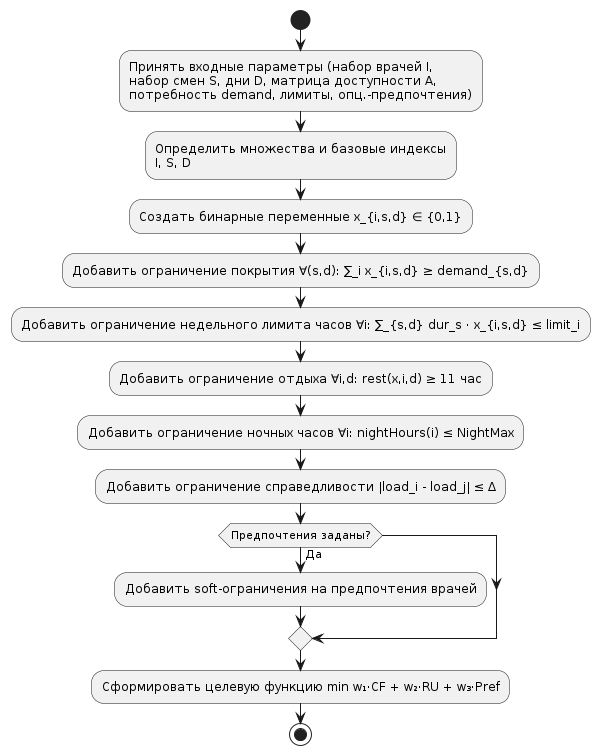 Принять входные параметры (набор врачей I,
набор смен S, дни D, матрица доступности A,
потребность demand, лимиты, опц.-предпочтения)
Определить множества и базовые индексы
I, S, D
Создать бинарные переменные x_{i,s,d} ∈ {0,1}
Добавить ограничение покрытия ∀(s,d): ∑_i x_{i,s,d} ≥ demand_{s,d}
Добавить ограничение недельного лимита часов ∀i: ∑_{s,d} dur_s · x_{i,s,d} ≤ limit_i
Добавить ограничение отдыха ∀i,d: rest(x,i,d) ≥ 11 час
Добавить ограничение ночных часов ∀i: nightHours(i) ≤ NightMax
Добавить ограничение справедливости |load_i - load_j| ≤ Δ
Предпочтения заданы?
Да
Добавить soft-ограничения на предпочтения врачей
Сформировать целевую функцию min w₁·CF + w₂·RU + w₃·Pref